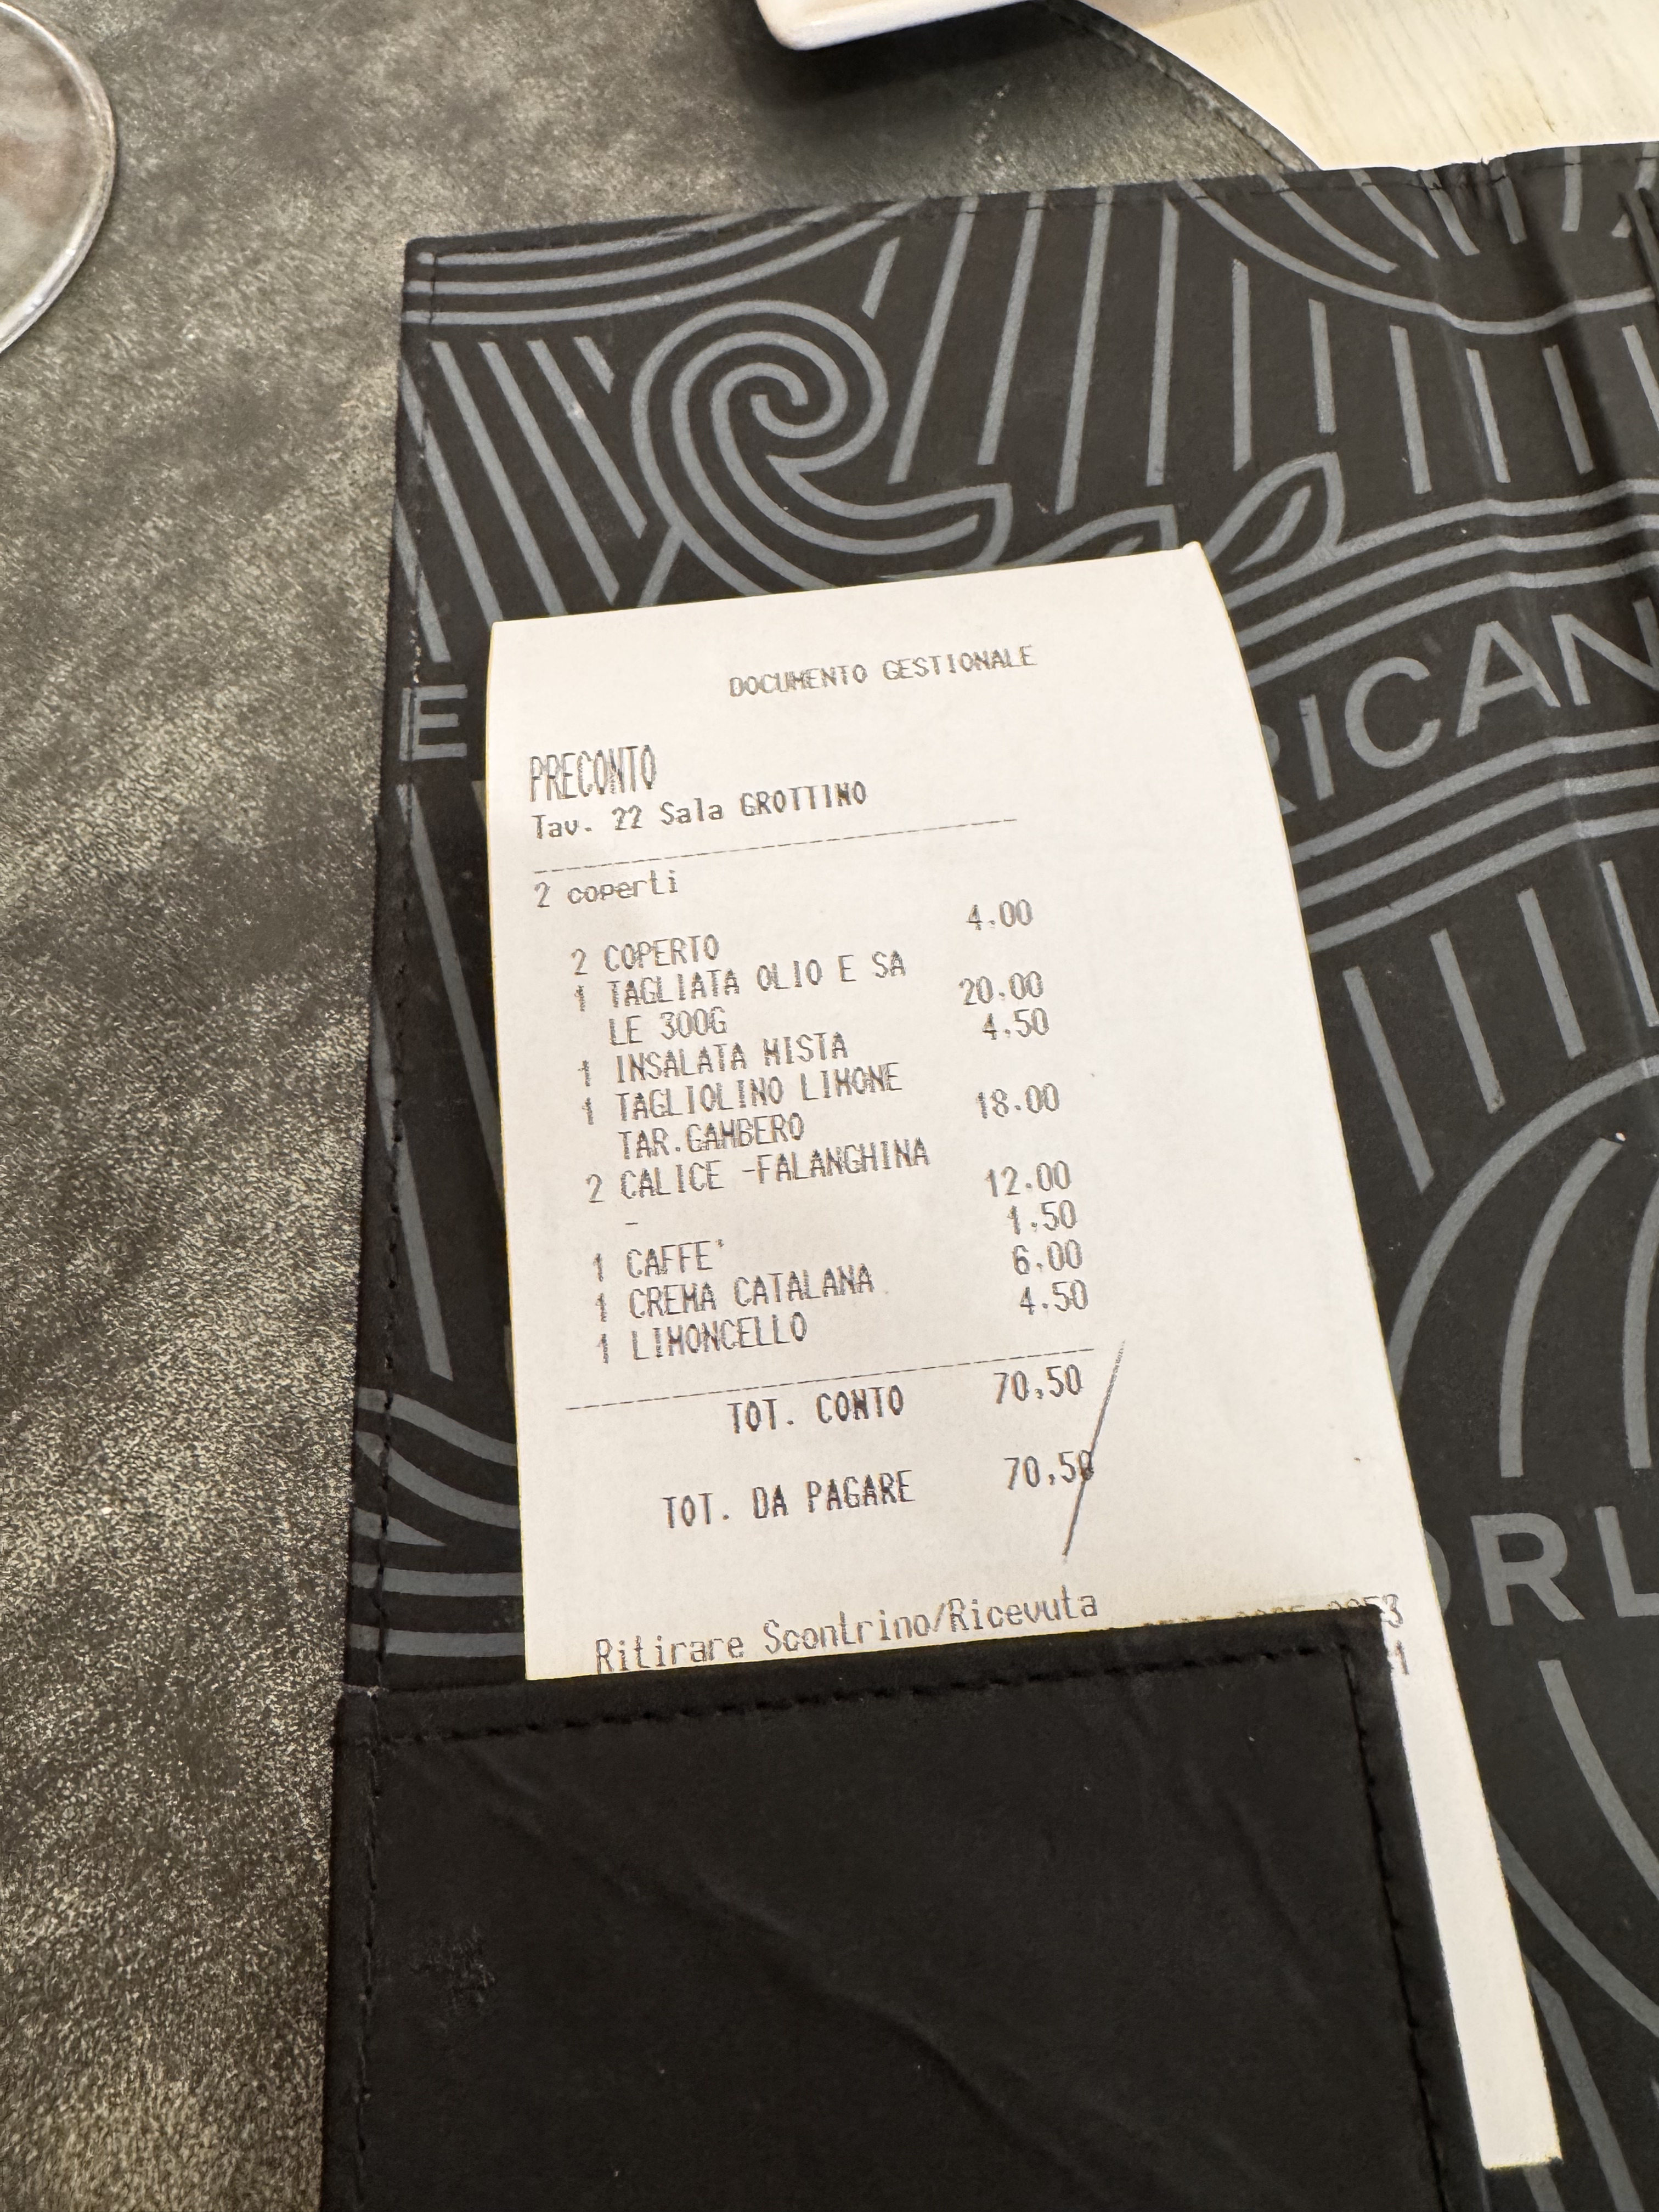 DOCUMENTO GESTIONALE
PRECONTO
Tav. 22 Sala GROTTINO
2 coperti
2 COPERTO 4.00
1 TAGLIATA OLIO E SA
LE 300G 20.00
1 INSALATA MISTA 4.50
1 TAGLIOLINO LIMONE
TAR.GAMBERO 18.00
2 CALICE -FALANGHINA
- 12.00
1 CAFFE' 1.50
1 CREMA CATALANA 6.00
1 LIMONCELLO 4.50
TOT. CONTO 70,50
TOT. DA PAGARE 70,50
Ritirare Scontrino/Ricevuta
E
RICAN
ORL